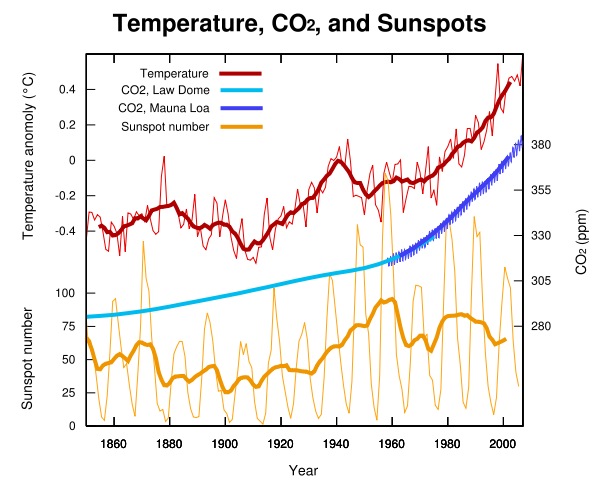 Temperature, CO2, and Sunspots
Temperature
CO2, Law Dome
CO2, Mauna Loa
Sunspot number
Temperature anomoly (°C)
0.4
0.2
0
-0.2
-0.4
Sunspot number
100
75
50
25
0
CO2 (ppm)
380
355
330
305
280
1860 1880 1900 1920 1940 1960 1980 2000
Year